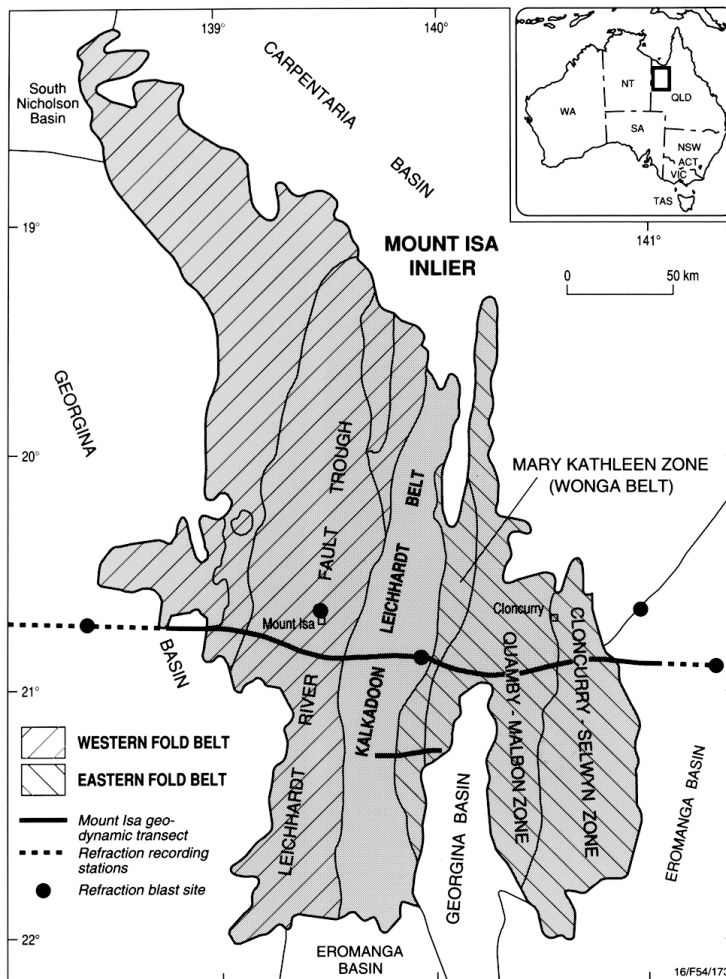 139°
140°
CARPENTARIA
BASIN
South
Nicholson
Basin
NT
QLD
WA
SA
NSW
ACT
VIC
TAS
141°
19°
MOUNT ISA
INLIER
0
50 km
GEORGINA
BASIN
20°
MARY KATHLEEN ZONE
(WONGA BELT)
LEICHHARDT RIVER FAULT TROUGH
KALKADOON LEICHHARDT BELT
Mount Isa
Cloncurry
QUAMBY - MALBON ZONE
CLONCURRY - SELWYN ZONE
21°
GEORGINA BASIN
EROMANGA BASIN
WESTERN FOLD BELT
EASTERN FOLD BELT
Mount Isa geo-
dynamic transect
Refraction recording
stations
Refraction blast site
22°
EROMANGA
BASIN